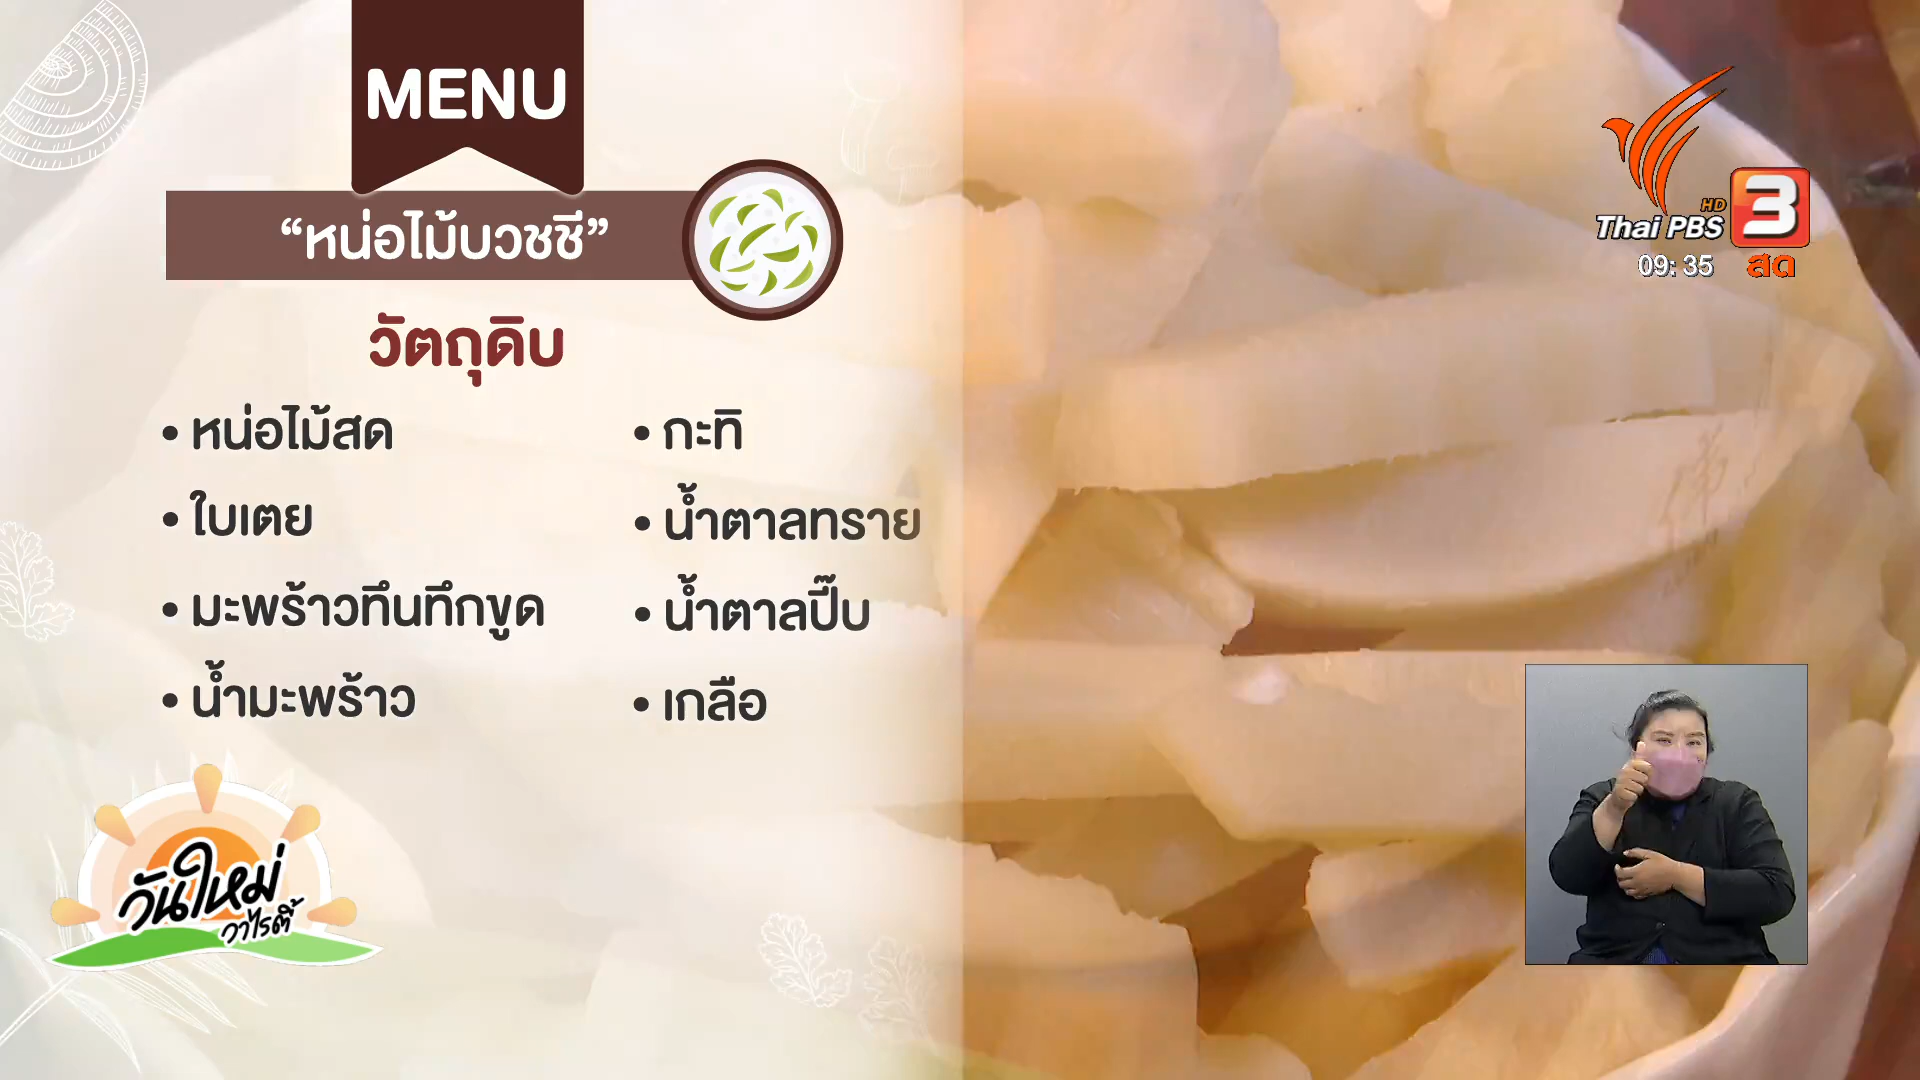 MENU
“หน่อไม้บวชชี”
วัตถุดิบ
• หน่อไม้สด
• ใบเตย
• มะพร้าวทึนทึกขูด
• น้ำมะพร้าว
• กะทิ
• น้ำตาลทราย
• น้ำตาลปี๊บ
• เกลือ
HD
Thai PBS 3
09: 35 สด
วันใหม่
วาไรตี้